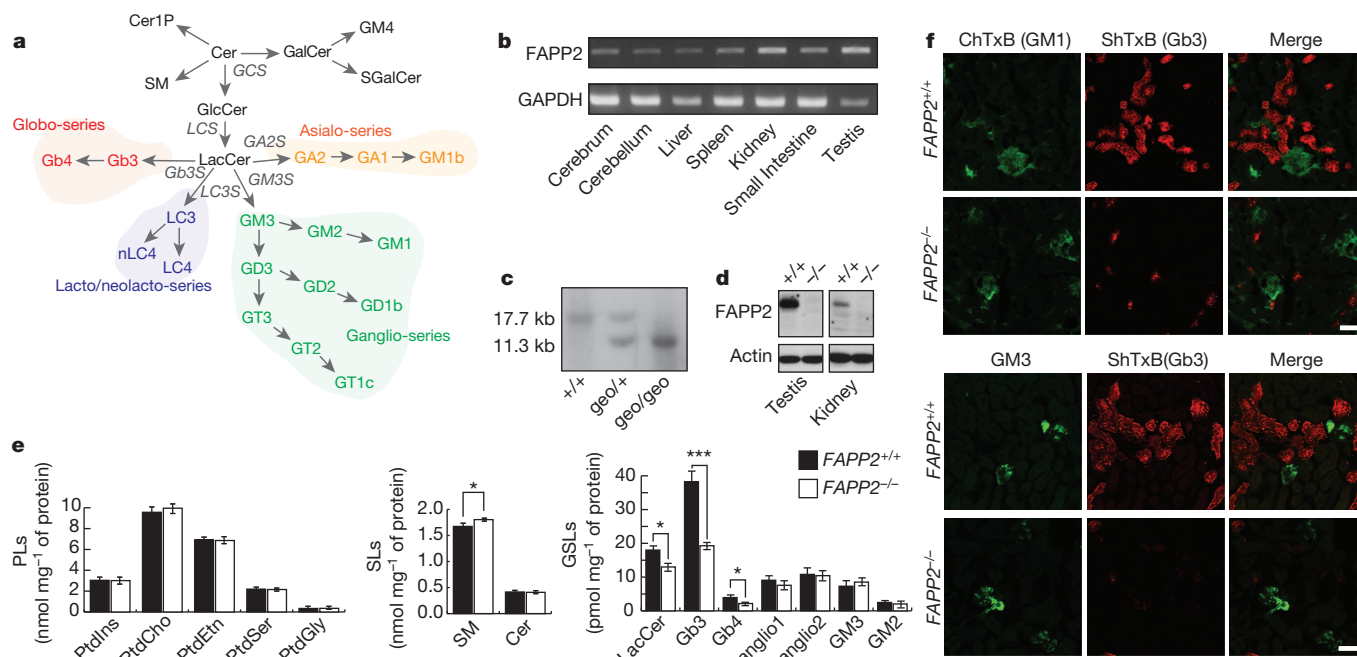 a
Cer1P
GM4
Cer
GalCer
GCS
SM
SGalCer
GlcCer
Globo-series
LCS
GA2S
Asialo-series
Gb4
Gb3
LacCer
GA2
GA1
GM1b
Gb3S
LC3S
GM3S
LC3
GM3
GM2
GM1
nLC4
LC4
GD3
GD2
GD1b
Lacto/neolacto-series
GT3
Ganglio-series
GT2
GT1c
b
FAPP2
GAPDH
Cerebrum
Cerebellum
Liver
Spleen
Kidney
Small Intestine
Testis
c
17.7 kb
11.3 kb
+/+
geo/+
geo/geo
d
+/+
–/–
+/+
–/–
FAPP2
Actin
Testis
Kidney
e
PLs
(nmol mg⁻¹ of protein)
10
8
6
4
2
0
PtdIns
PtdCho
PtdEtn
PtdSer
PtdGly
SLs
(nmol mg⁻¹ of protein)
2.0
1.5
1.0
0.5
0.0
*
SM
Cer
GSLs
(pmol mg⁻¹ of protein)
40
30
20
10
0
*
***
*
FAPP2⁺/⁺
FAPP2⁻/⁻
LacCer
Gb3
Gb4
GM3
GM2
f
ChTxB (GM1)
ShTxB (Gb3)
Merge
FAPP2⁺/⁺
FAPP2⁻/⁻
GM3
ShTxB(Gb3)
Merge
FAPP2⁺/⁺
FAPP2⁻/⁻